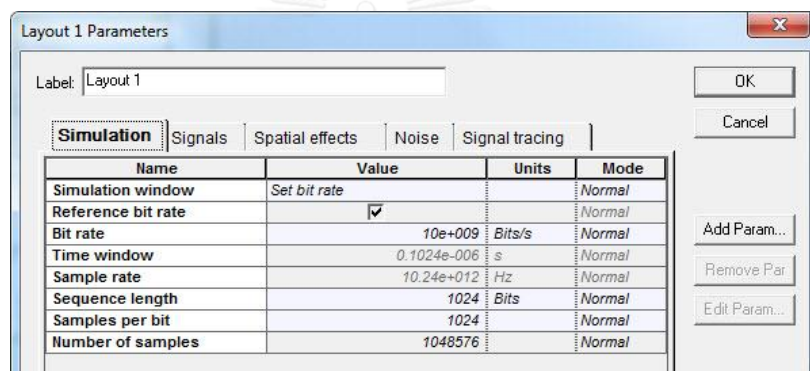 Layout 1 Parameters
Label: Layout 1
OK
Cancel
Simulation Signals Spatial effects Noise Signal tracing
Name Value Units Mode
Simulation window Set bit rate Normal
Reference bit rate Normal
Bit rate 10e+009 Bits/s Normal
Time window 0.1024e-006 s Normal
Sample rate 10.24e+012 Hz Normal
Sequence length 1024 Bits Normal
Samples per bit 1024 Normal
Number of samples 1048576 Normal
Add Param...
Remove Par
Edit Param...